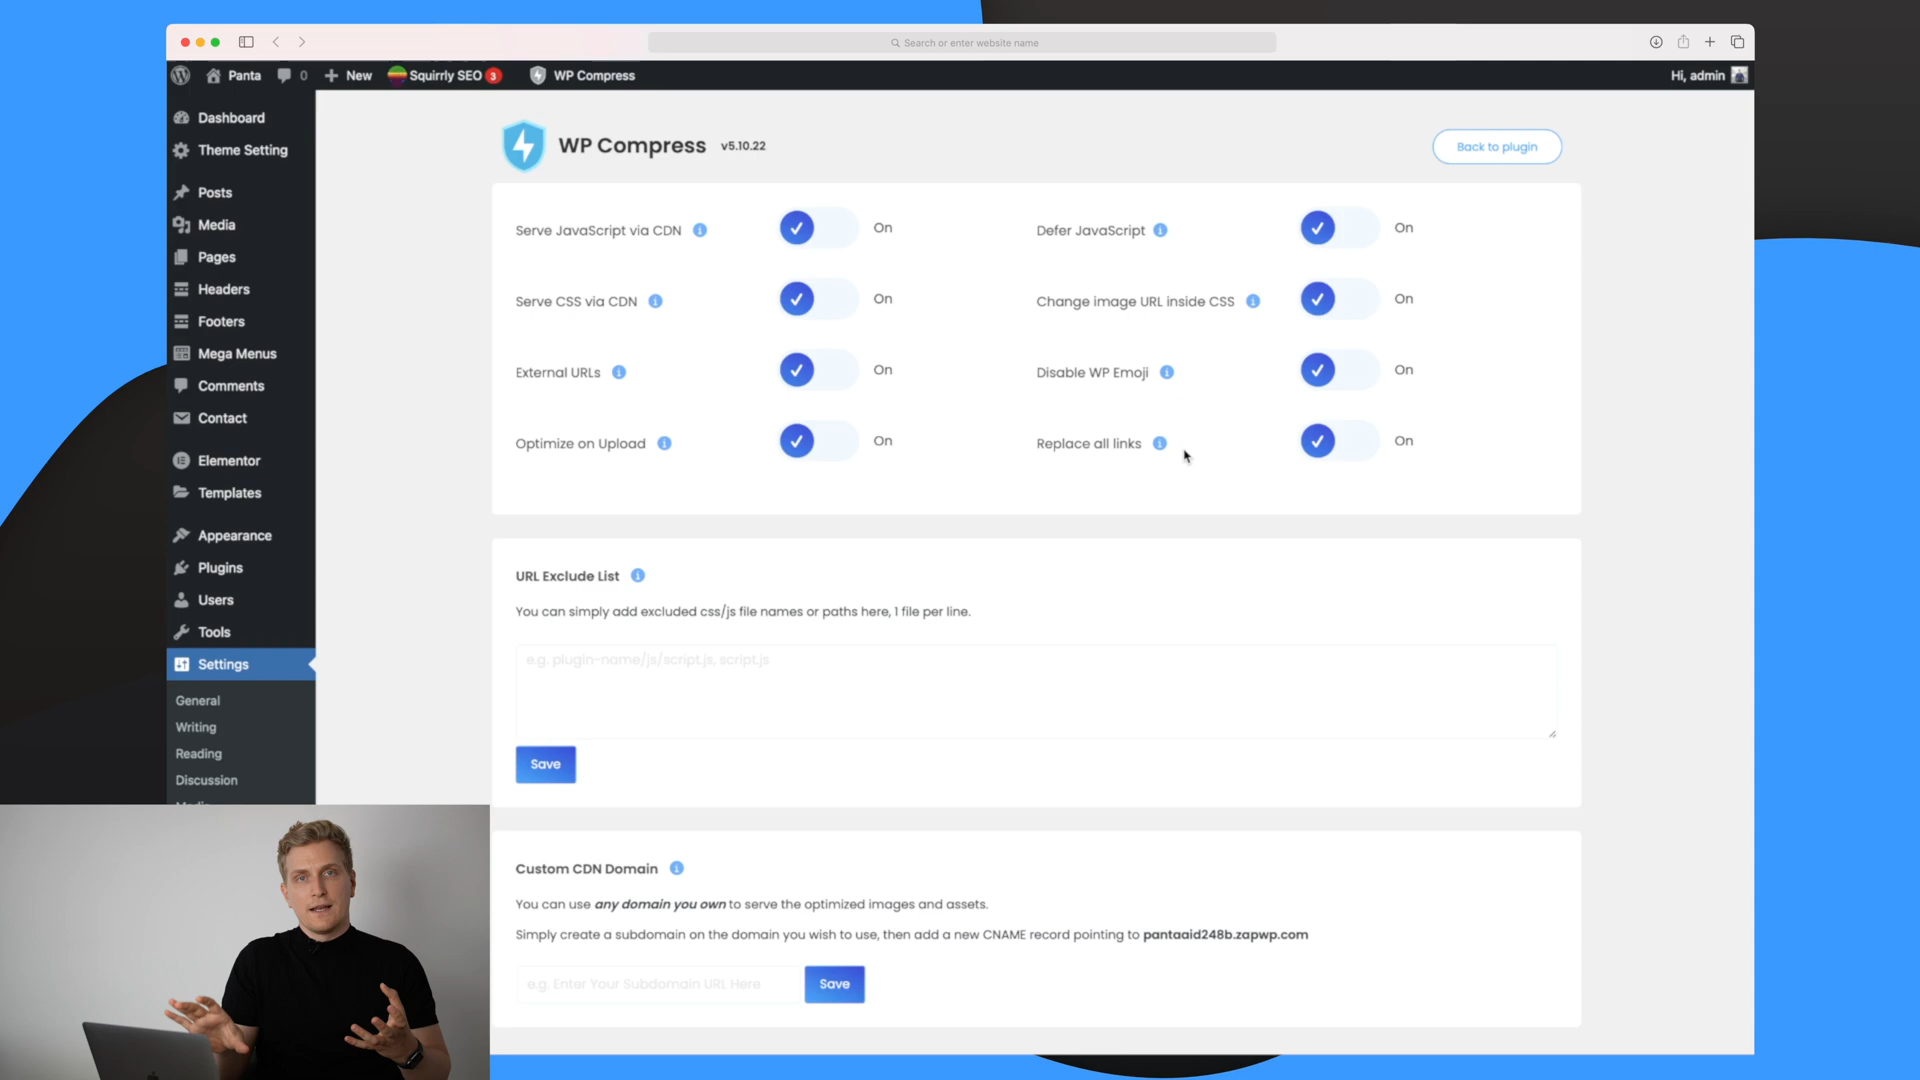 Search or enter website name
Panta
0
New
Squirrly SEO 3
WP Compress
Hi, admin
Dashboard
Theme Setting
Posts
Media
Pages
Headers
Footers
Mega Menus
Comments
Contact
Elementor
Templates
Appearance
Plugins
Users
Tools
Settings
General
Writing
Reading
Discussion
WP Compress v5.10.22
Back to plugin
Serve JavaScript via CDN On
Defer JavaScript On
Serve CSS via CDN On
Change image URL inside CSS On
External URLs On
Disable WP Emoji On
Optimize on Upload On
Replace all links On
URL Exclude List
You can simply add excluded css/js file names or paths here, 1 file per line.
e.g. plugin-name/js/script.js, script.js
Save
Custom CDN Domain
You can use any domain you own to serve the optimized images and assets.
Simply create a subdomain on the domain you wish to use, then add a new CNAME record pointing to pantaaid248b.zapwp.com
e.g. Enter Your Subdomain URL Here
Save